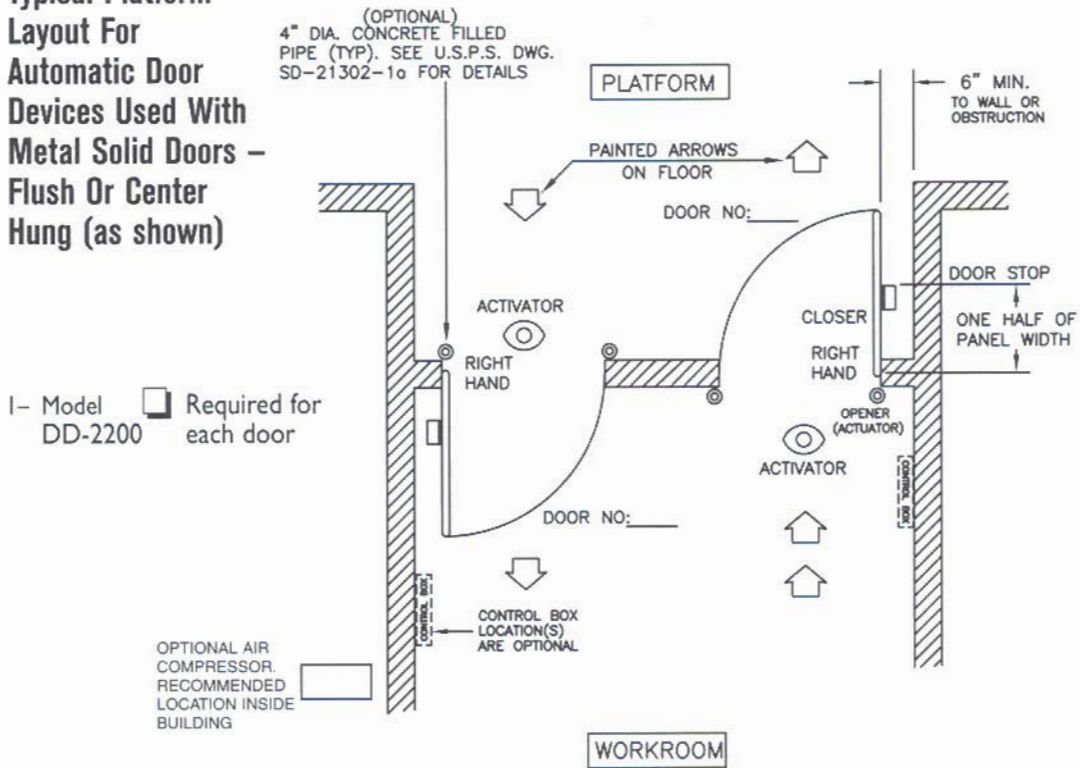 Typical Platform
Layout For
Automatic Door
Devices Used With
Metal Solid Doors –
Flush Or Center
Hung (as shown)
(OPTIONAL)
4" DIA. CONCRETE FILLED
PIPE (TYP). SEE U.S.P.S. DWG.
SD-21302-1a FOR DETAILS
PLATFORM
6" MIN.
TO WALL OR
OBSTRUCTION
PAINTED ARROWS
ON FLOOR
DOOR NO:____
DOOR STOP
ONE HALF OF
PANEL WIDTH
ACTIVATOR
CLOSER
RIGHT
HAND
RIGHT
HAND
1– Model
DD-2200
Required for
each door
OPENER
(ACTUATOR)
ACTIVATOR
CONTROL BOX
DOOR NO:____
CONTROL BOX
CONTROL BOX
LOCATION(S)
ARE OPTIONAL
OPTIONAL AIR
COMPRESSOR.
RECOMMENDED
LOCATION INSIDE
BUILDING
WORKROOM